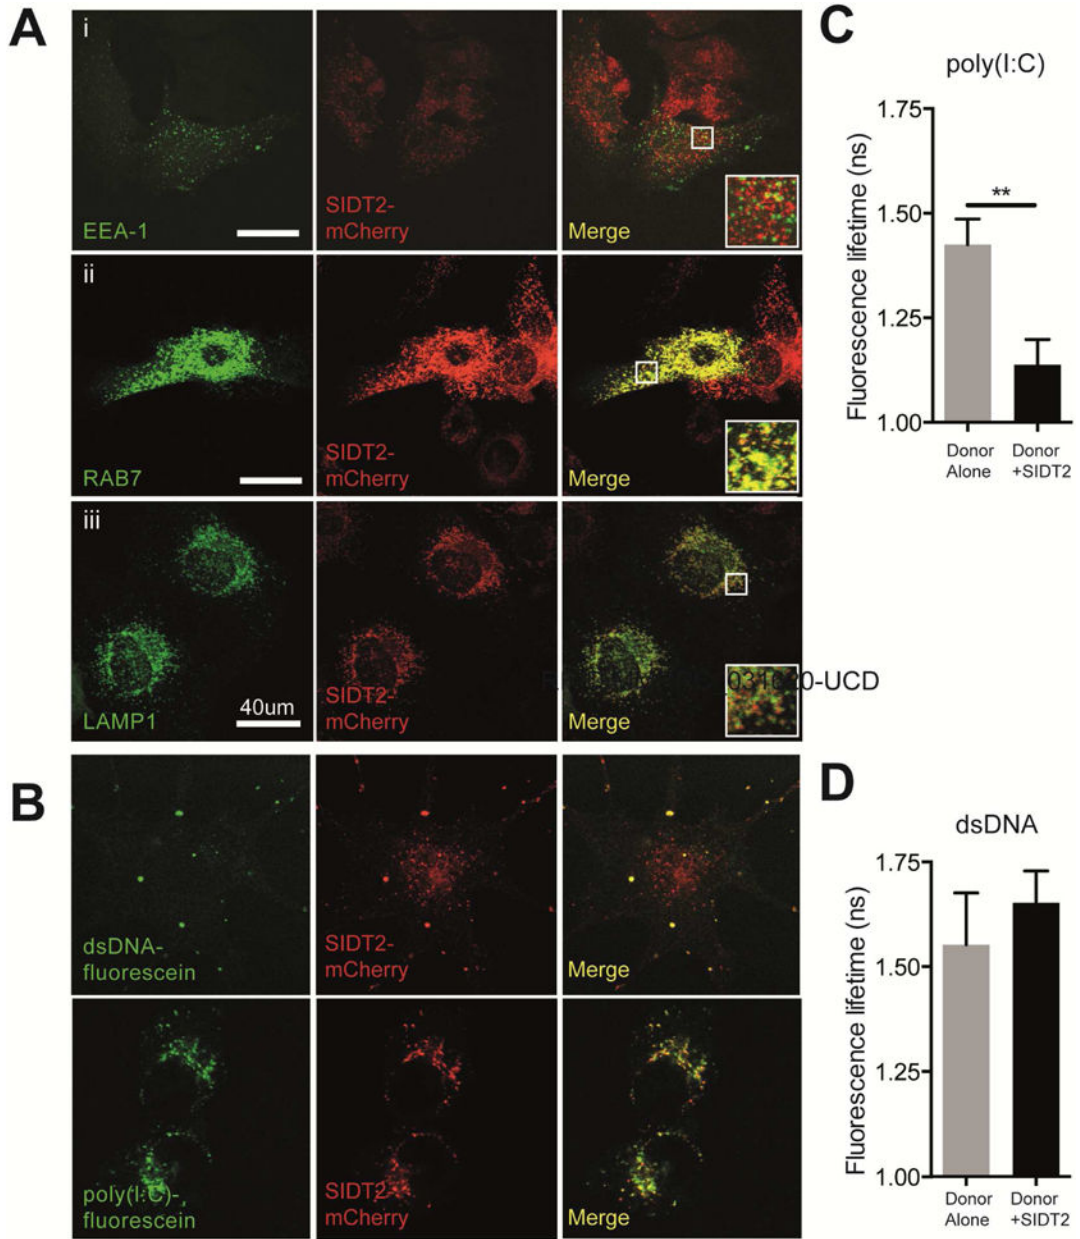 A
i
EEA-1
SIDT2-
mCherry
Merge
ii
RAB7
SIDT2-
mCherry
Merge
iii
LAMP1
40um
SIDT2-
mCherry
Merge
0-UCD
B
dsDNA-
fluorescein
SIDT2-
mCherry
Merge
poly(I:C)-
fluorescein
SIDT2-
mCherry
Merge
C
poly(I:C)
Fluorescence lifetime (ns)
1.75
1.50
1.25
1.00
**
Donor
Alone
Donor
+SIDT2
D
dsDNA
Fluorescence lifetime (ns)
1.75
1.50
1.25
1.00
Donor
Alone
Donor
+SIDT2